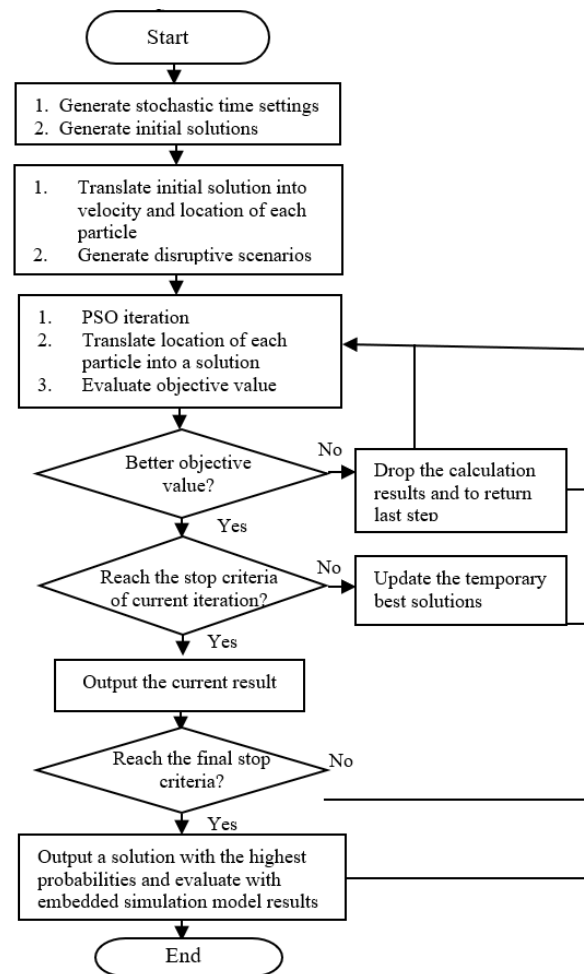 Start
1. Generate stochastic time settings
2. Generate initial solutions
1. Translate initial solution into
velocity and location of each
particle
2. Generate disruptive scenarios
1. PSO iteration
2. Translate location of each
particle into a solution
3. Evaluate objective value
Better objective
value?
No
Drop the calculation
results and to return
last step
Yes
Reach the stop criteria
of current iteration?
No
Update the temporary
best solutions
Yes
Output the current result
Reach the final stop
criteria?
No
Yes
Output a solution with the highest
probabilities and evaluate with
embedded simulation model results
End